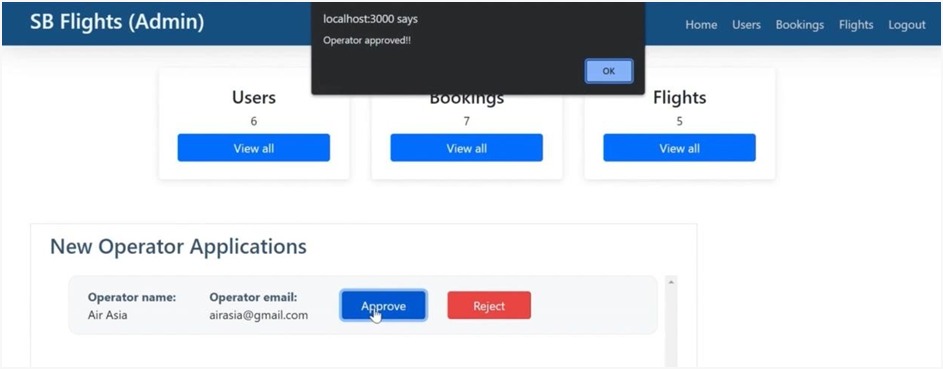 SB Flights (Admin)
Home Users Bookings Flights Logout
localhost:3000 says
Operator approved!!
OK
Users Bookings Flights
6 7 5
View all View all View all
New Operator Applications
Operator name: Operator email:
Air Asia airasia@gmail.com
Approve Reject